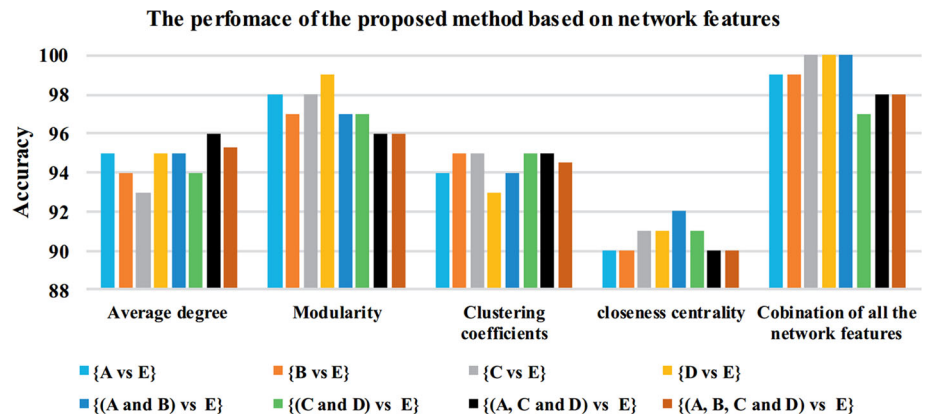 The perfomace of the proposed method based on network features
Accuracy
100
98
96
94
92
90
88
Average degree
Modularity
Clustering
coefficients
closeness centrality
Cobination of all the
network features
{A vs E}
{B vs E}
{C vs E}
{D vs E}
{(A and B) vs E}
{(C and D) vs E}
{(A, C and D) vs E}
{(A, B, C and D) vs E}